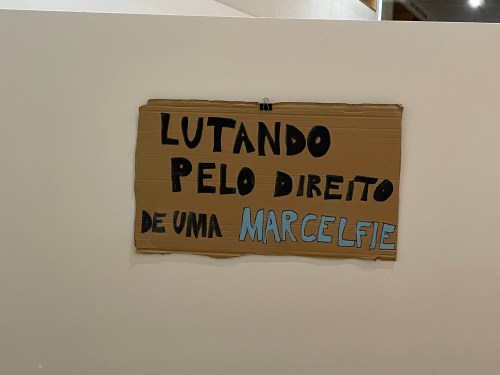 LUTANDO
PELO DIREITO
DE UMA MARCELFIE